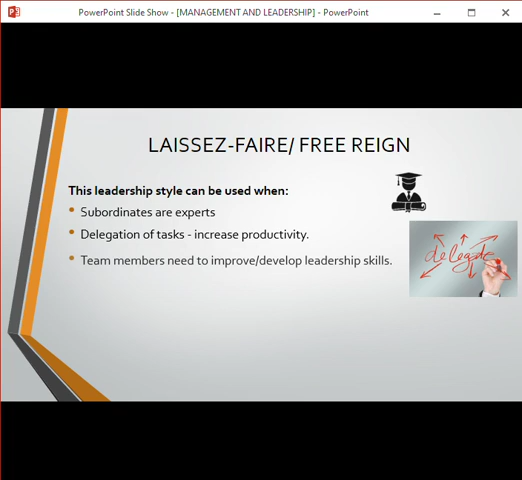 PowerPoint Slide Show - [MANAGEMENT AND LEADERSHIP] - PowerPoint
LAISSEZ-FAIRE/ FREE REIGN
This leadership style can be used when:
• Subordinates are experts
• Delegation of tasks - increase productivity.
• Team members need to improve/develop leadership skills.
delegate